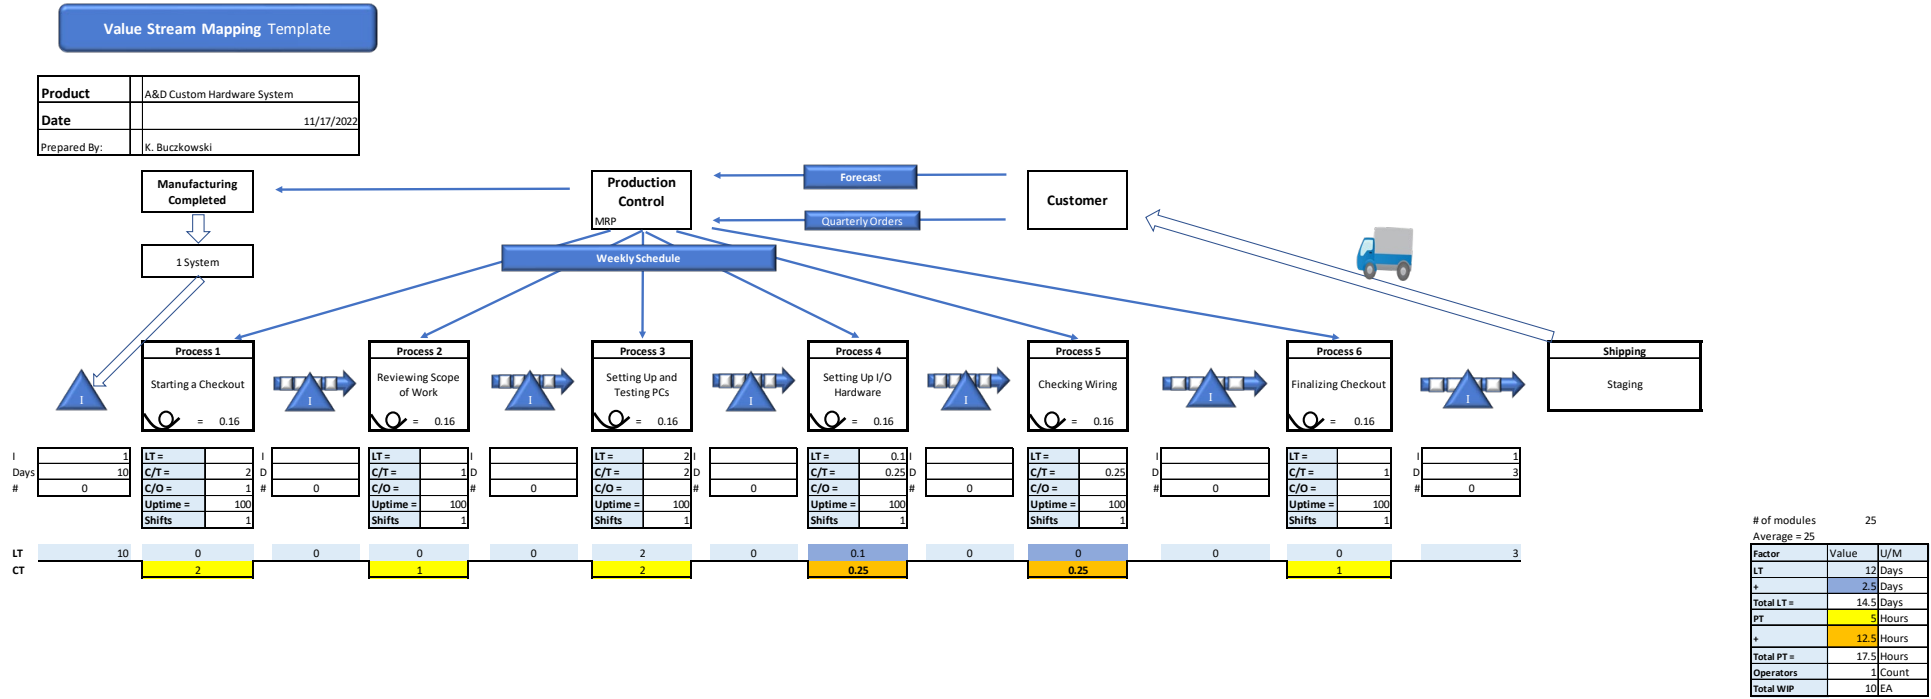 Value Stream Mapping Template
Product A&D Custom Hardware System
Date 11/17/2022
Prepared By: K. Buczkowski
Manufacturing
Completed
Production
Control
MRP
Forecast
Quarterly Orders
Customer
1 System
Weekly Schedule
Process 1
Starting a Checkout
= 0.16
Process 2
Reviewing Scope
of Work
= 0.16
Process 3
Setting Up and
Testing PCs
= 0.16
Process 4
Setting Up I/O
Hardware
= 0.16
Process 5
Checking Wiring
= 0.16
Process 6
Finalizing Checkout
= 0.16
Shipping
Staging
I I I I I I I
I 1 LT = I LT = I LT = 2 I LT = 0.1 I LT = I LT = I 1
Days 10 C/T = 2 D C/T = 1 D C/T = 2 D C/T = 0.25 D C/T = 0.25 D C/T = 1 D 3
# 0 C/O = 1 # 0 C/O = # 0 C/O = # 0 C/O = # 0 C/O = # 0 C/O = # 0
Uptime = 100 Uptime = 100 Uptime = 100 Uptime = 100 Uptime = 100 Uptime = 100
Shifts 1 Shifts 1 Shifts 1 Shifts 1 Shifts 1 Shifts 1
LT 10 0 0 0 0 2 0 0.1 0 0 0 0 3
CT 2 1 2 0.25 0.25 1
# of modules 25
Average = 25
Factor Value U/M
LT 12 Days
+ 2.5 Days
Total LT = 14.5 Days
PT 5 Hours
+ 12.5 Hours
Total PT = 17.5 Hours
Operators 1 Count
Total WIP 10 EA